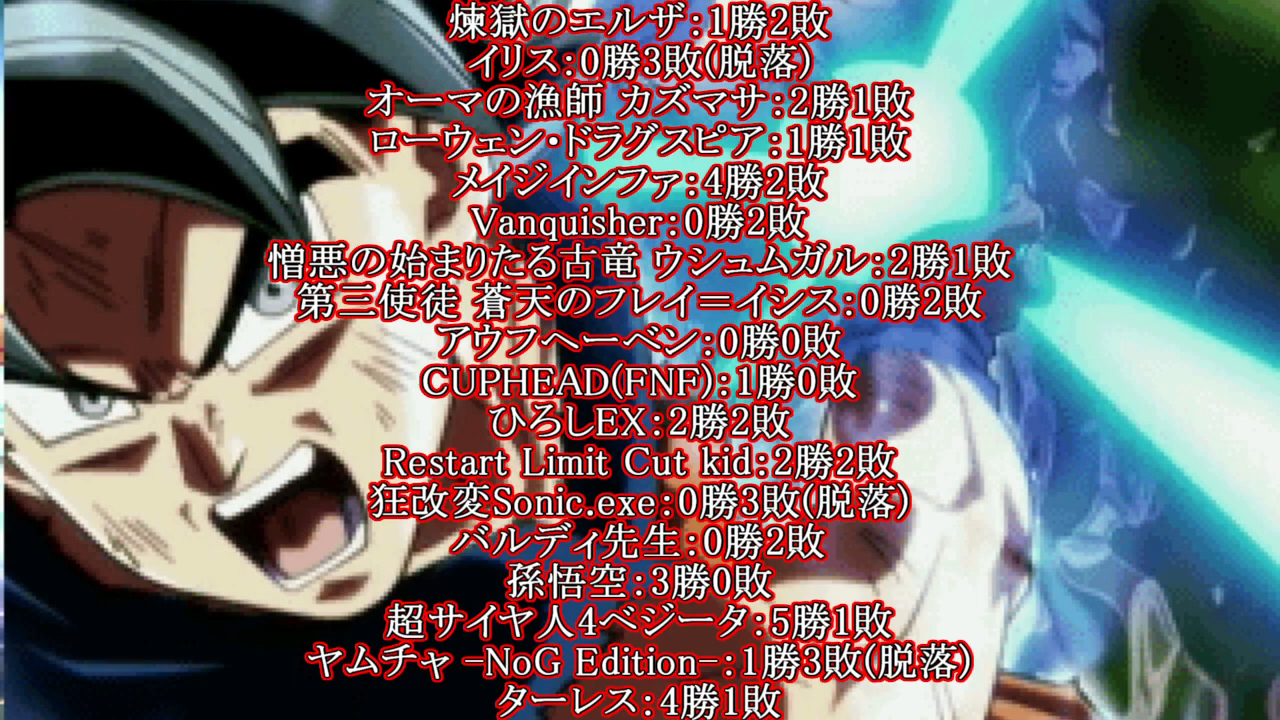 煉獄のエルザ:1勝2敗
イリス:0勝3敗(脱落)
オーマの漁師 カズマサ:2勝1敗
ローウェン・ドラグスピア:1勝1敗
メイジインファ:4勝2敗
Vanquisher:0勝2敗
憎悪の始まりたる古竜 ウシュムガル:2勝1敗
第三使徒 蒼天のフレイ=イシス:0勝2敗
アウフヘーベン:0勝0敗
CUPHEAD(FNF):1勝0敗
ひろしEX:2勝2敗
Restart Limit Cut kid:2勝2敗
狂改変Sonic.exe:0勝3敗(脱落)
バルディ先生:0勝2敗
孫悟空:3勝0敗
超サイヤ人4ベジータ:5勝1敗
ヤムチャ -NoG Edition-:1勝3敗(脱落)
ターレス:4勝1敗